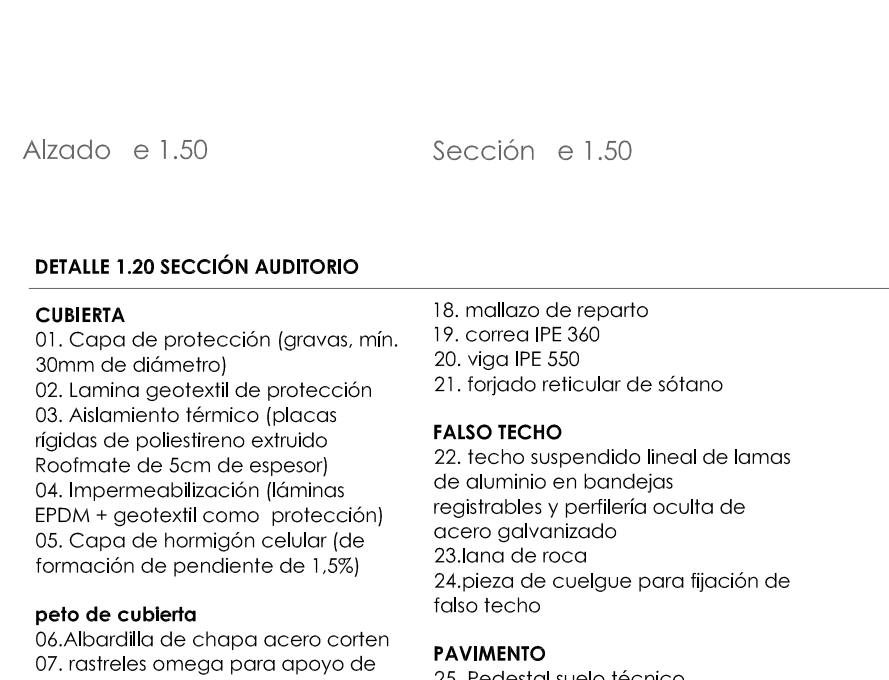 Alzado e 1.50
Sección e 1.50
DETALLE 1.20 SECCIÓN AUDITORIO
CUBIERTA
01. Capa de protección (gravas, mín.
30mm de diámetro)
02. Lamina geotextil de protección
03. Aislamiento térmico (placas
rígidas de poliestireno extruido
Roofmate de 5cm de espesor)
04. Impermeabilización (láminas
EPDM + geotextil como protección)
05. Capa de hormigón celular (de
formación de pendiente de 1,5%)
peto de cubierta
06.Albardilla de chapa acero corten
07. rastreles omega para apoyo de
18. mallazo de reparto
19. correa IPE 360
20. viga IPE 550
21. forjado reticular de sótano
FALSO TECHO
22. techo suspendido lineal de lamas
de aluminio en bandejas
registrables y perfilería oculta de
acero galvanizado
23.lana de roca
24.pieza de cuelgue para fijación de
falso techo
PAVIMENTO
25. Pedestal suelo técnico